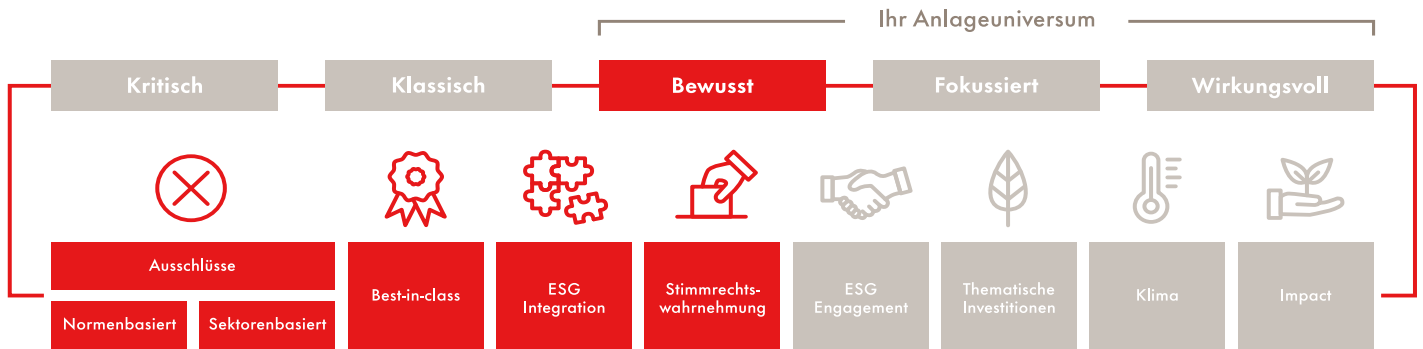 Ihr Anlageuniversum
Kritisch
Klassisch
Bewusst
Fokussiert
Wirkungsvoll
Ausschlüsse
Normenbasiert
Sektorenbasiert
Best-in-class
ESG
Integration
Stimmrechts-
wahrnehmung
ESG
Engagement
Thematische
Investitionen
Klima
Impact